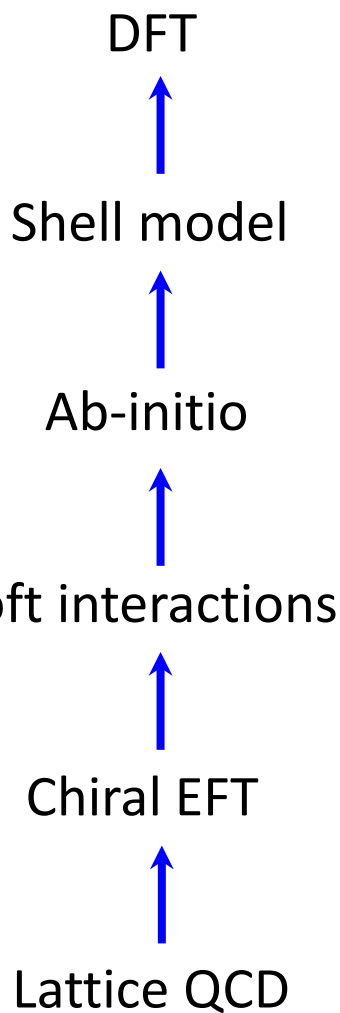 DFT
Shell model
Ab-initio
oft interactions
Chiral EFT
Lattice QCD